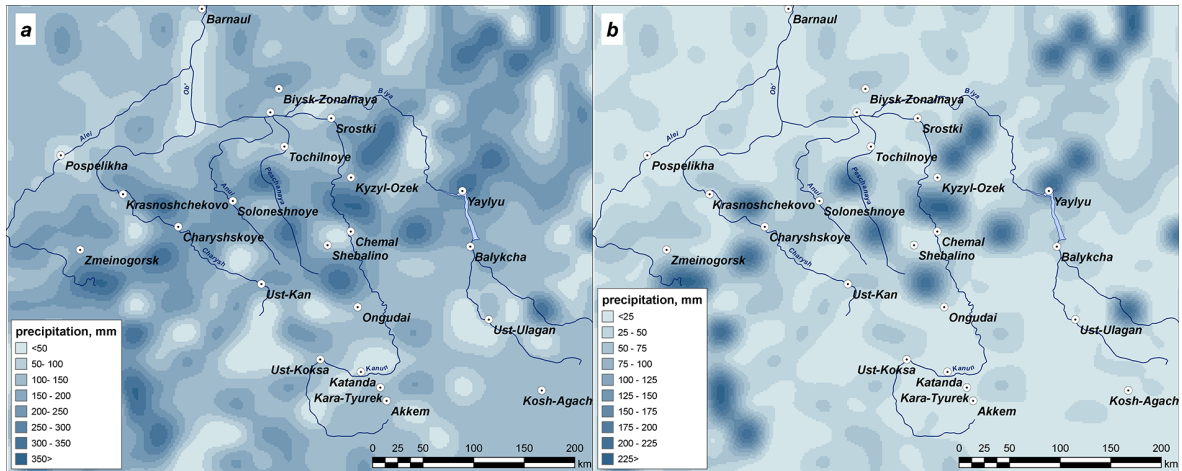 a
Barnaul
Ob'
Biya
Biysk-Zonalnaya
Srostki
Alei
Tochilnoye
Pospelikha
Peschanaya
Kyzyl-Ozek
Anui
Krasnoshchekovo
Soloneshnoye
Yaylyu
Charyshskoye
Chemal
Shebalino
Charysh
Zmeinogorsk
Balykcha
Ust-Kan
Ongudai
Ust-Ulagan
Ust-Koksa
Katun
Katanda
Kara-Tyurek
Akkem
Kosh-Agach
precipitation, mm
<50
50- 100
100- 150
150 - 200
200- 250
250 - 300
300 - 350
350>
0 25 50 100 150 200
km
b
Barnaul
Ob'
Biya
Biysk-Zonalnaya
Srostki
Alei
Tochilnoye
Pospelikha
Peschanaya
Kyzyl-Ozek
Anui
Krasnoshchekovo
Soloneshnoye
Yaylyu
Charyshskoye
Chemal
Shebalino
Charysh
Zmeinogorsk
Balykcha
Ust-Kan
Ongudai
Ust-Ulagan
Ust-Koksa
Katun
Katanda
Kara-Tyurek
Akkem
Kosh-Agach
precipitation, mm
<25
25 - 50
50 - 75
75 - 100
100 - 125
125 - 150
150 - 175
175 - 200
200 - 225
225>
0 25 50 100 150 200
km